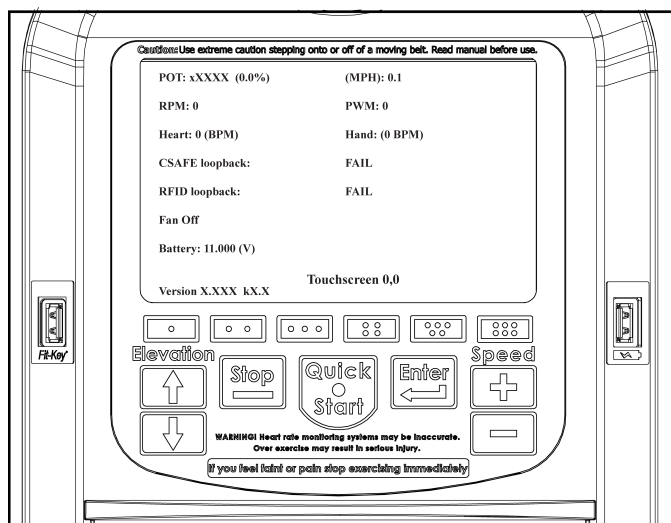 Caution: Use extreme caution stepping onto or off of a moving belt. Read manual before use.
POT: xXXXX (0.0%) (MPH): 0.1
RPM: 0 PWM: 0
Heart: 0 (BPM) Hand: (0 BPM)
CSAFE loopback: FAIL
RFID loopback: FAIL
Fan Off
Battery: 11.000 (V)
Touchscreen 0,0
Version X.XXX kX.X
Fit-Key
Elevation Speed
Stop Quick Start Enter
WARNING! Heart rate monitoring systems may be inaccurate.
Over exercise may result in serious injury.
If you feel faint or pain stop exercising immediately